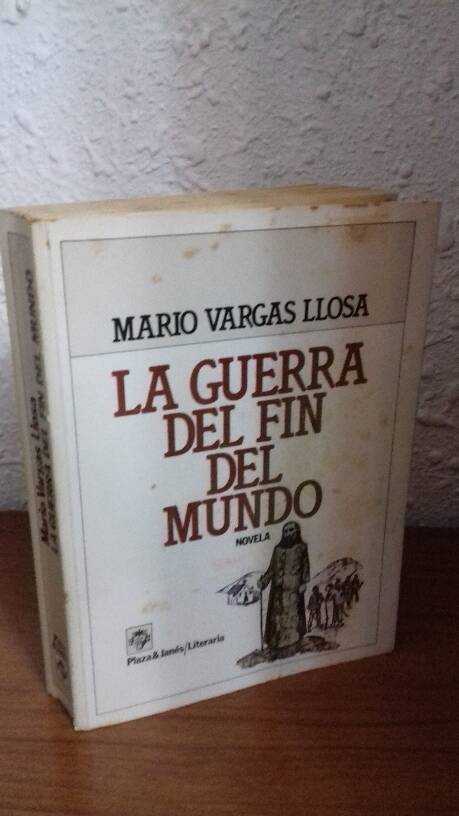 MARIO VARGAS LLOSA
LA GUERRA
DEL FIN
DEL
MUNDO
NOVELA
Plaza & Janés/Literaria
Mario Vargas Llosa
LA GUERRA DEL FIN DEL MUNDO